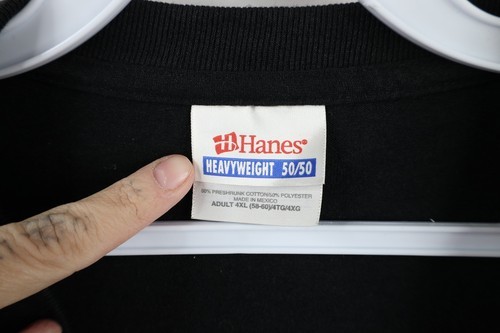 Hanes
HEAVYWEIGHT 50/50
50% PRESHRUNK COTTON/50% POLYESTER
MADE IN MEXICO
ADULT 4XL (58-60)/4TG/4XG